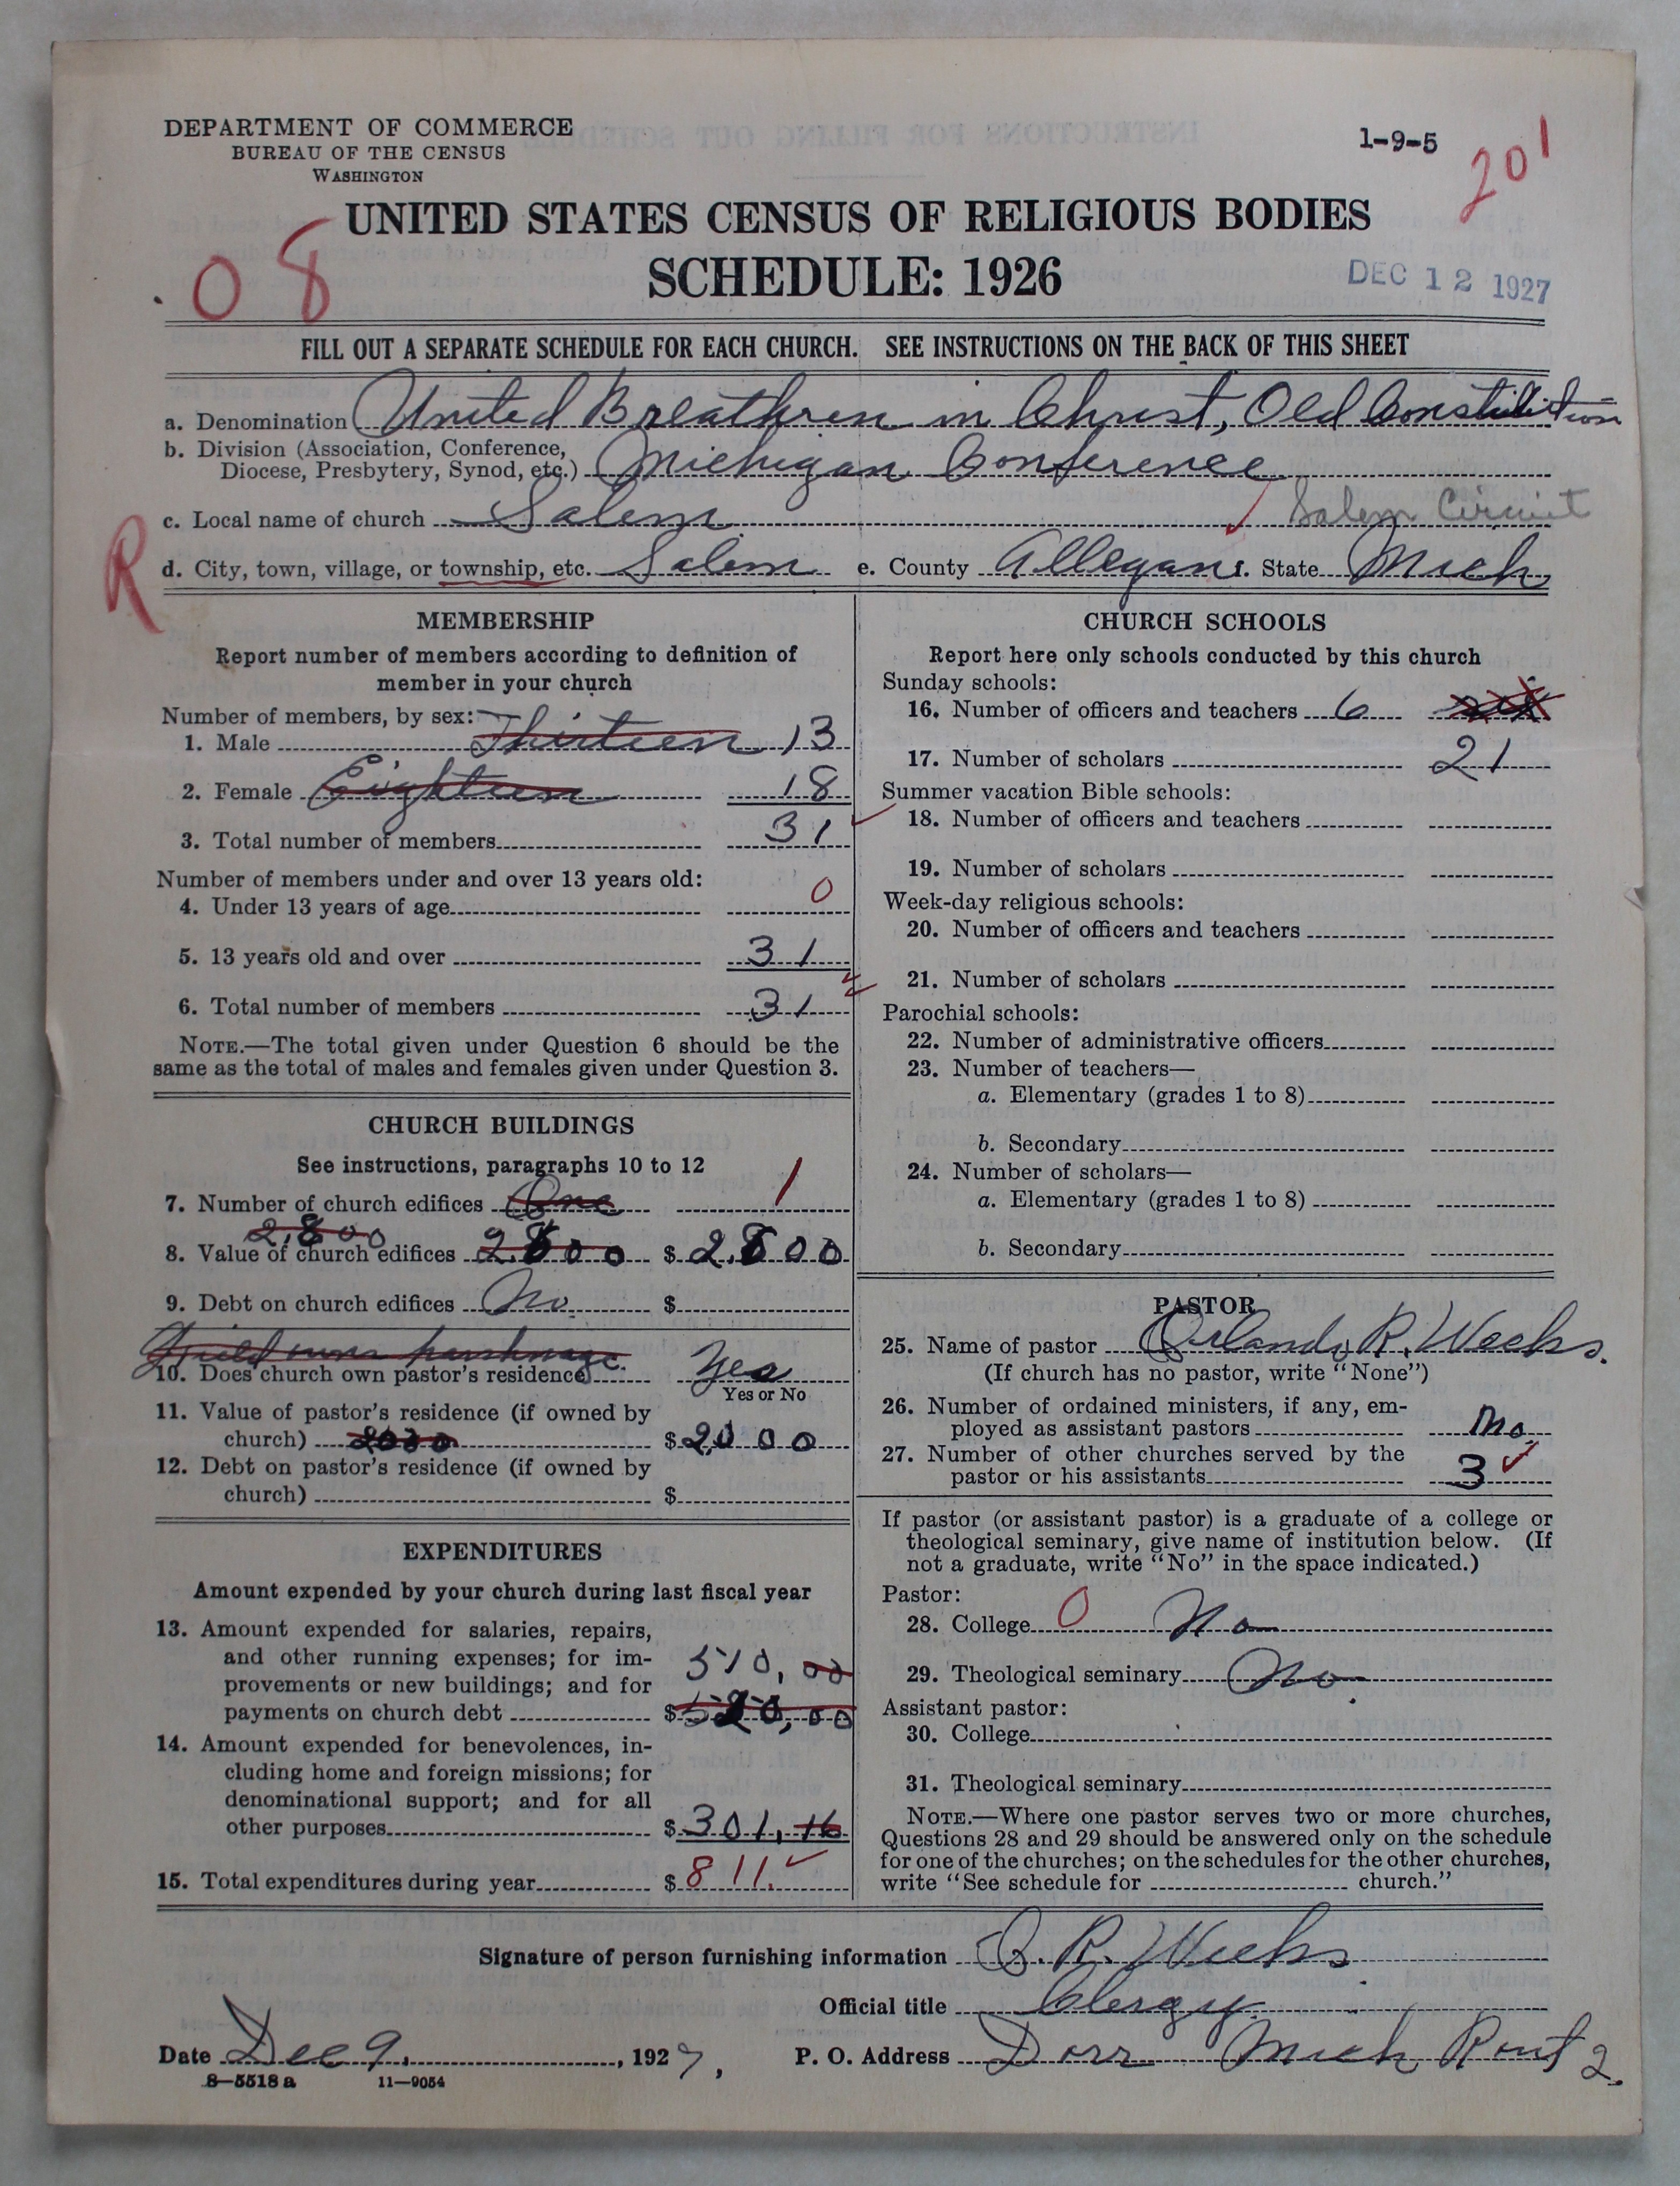 DEPARTMENT OF COMMERCE
BUREAU OF THE CENSUS
WASHINGTON
1-9-5
201
08
UNITED STATES CENSUS OF RELIGIOUS BODIES
SCHEDULE: 1926
DEC 12 1927
FILL OUT A SEPARATE SCHEDULE FOR EACH CHURCH. SEE INSTRUCTIONS ON THE BACK OF THIS SHEET
a. Denomination United Breathren in Christ, Old Constitution
b. Division (Association, Conference,
Diocese, Presbytery, Synod, etc.) Michigan Conference
c. Local name of church Salem Salem Circuit
R
d. City, town, village, or township, etc. Salem e. County Allegan f. State Mich
MEMBERSHIP
Report number of members according to definition of
member in your church
Number of members, by sex:
1. Male Thirteen 13
2. Female Eighteen 18
3. Total number of members 31
Number of members under and over 13 years old:
4. Under 13 years of age 0
5. 13 years old and over 31
6. Total number of members 31
NOTE.—The total given under Question 6 should be the
same as the total of males and females given under Question 3.
CHURCH BUILDINGS
See instructions, paragraphs 10 to 12
7. Number of church edifices One 1
2,800
8. Value of church edifices 2,800 $ 2,800
9. Debt on church edifices No $
Field owns parshnage
10. Does church own pastor's residence Yes
Yes or No
11. Value of pastor's residence (if owned by
church) 2000 $ 2,000
12. Debt on pastor's residence (if owned by
church) $
EXPENDITURES
Amount expended by your church during last fiscal year
13. Amount expended for salaries, repairs,
and other running expenses; for im-
provements or new buildings; and for
510,00
payments on church debt $ 520,00
14. Amount expended for benevolences, in-
cluding home and foreign missions; for
denominational support; and for all
other purposes $ 301,16
15. Total expenditures during year $ 811.
CHURCH SCHOOLS
Report here only schools conducted by this church
Sunday schools:
16. Number of officers and teachers 6 six
17. Number of scholars 21
Summer vacation Bible schools:
18. Number of officers and teachers
19. Number of scholars
Week-day religious schools:
20. Number of officers and teachers
21. Number of scholars
Parochial schools:
22. Number of administrative officers
23. Number of teachers—
a. Elementary (grades 1 to 8)
b. Secondary
24. Number of scholars—
a. Elementary (grades 1 to 8)
b. Secondary
PASTOR
25. Name of pastor Orlando R. Weeks.
(If church has no pastor, write "None")
26. Number of ordained ministers, if any, em-
ployed as assistant pastors No
27. Number of other churches served by the
pastor or his assistants 3
If pastor (or assistant pastor) is a graduate of a college or
theological seminary, give name of institution below. (If
not a graduate, write "No" in the space indicated.)
Pastor:
28. College 0 No
29. Theological seminary No
Assistant pastor:
30. College
31. Theological seminary
NOTE.—Where one pastor serves two or more churches,
Questions 28 and 29 should be answered only on the schedule
for one of the churches; on the schedules for the other churches,
write "See schedule for church."
Signature of person furnishing information O. R. Weeks
Official title Clergy
Date Dec 9, 1927, P. O. Address Dorr Mich Rout 2.
8-5518 a 11-9054